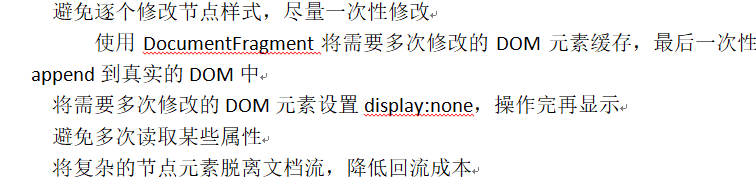 避免逐个修改节点样式，尽量一次性修改
使用 DocumentFragment 将需要多次修改的 DOM 元素缓存，最后一次性
append 到真实的 DOM 中
将需要多次修改的 DOM 元素设置 display:none，操作完再显示
避免多次读取某些属性
将复杂的节点元素脱离文档流，降低回流成本